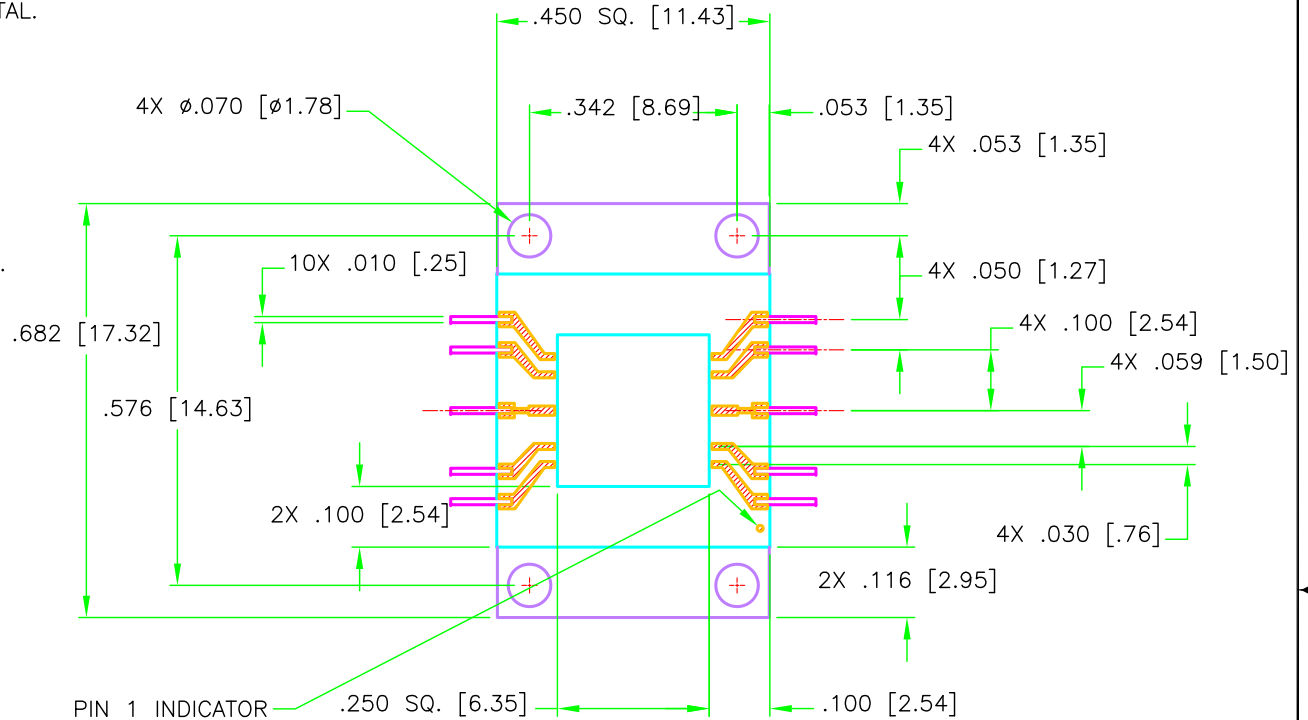 TAL.
.450 SQ. [11.43]
4X ø.070 [ø1.78]
.342 [8.69]
.053 [1.35]
4X .053 [1.35]
.
10X .010 [.25]
4X .050 [1.27]
.682 [17.32]
4X .100 [2.54]
4X .059 [1.50]
.576 [14.63]
2X .100 [2.54]
4X .030 [.76]
2X .116 [2.95]
PIN 1 INDICATOR
.250 SQ. [6.35]
.100 [2.54]